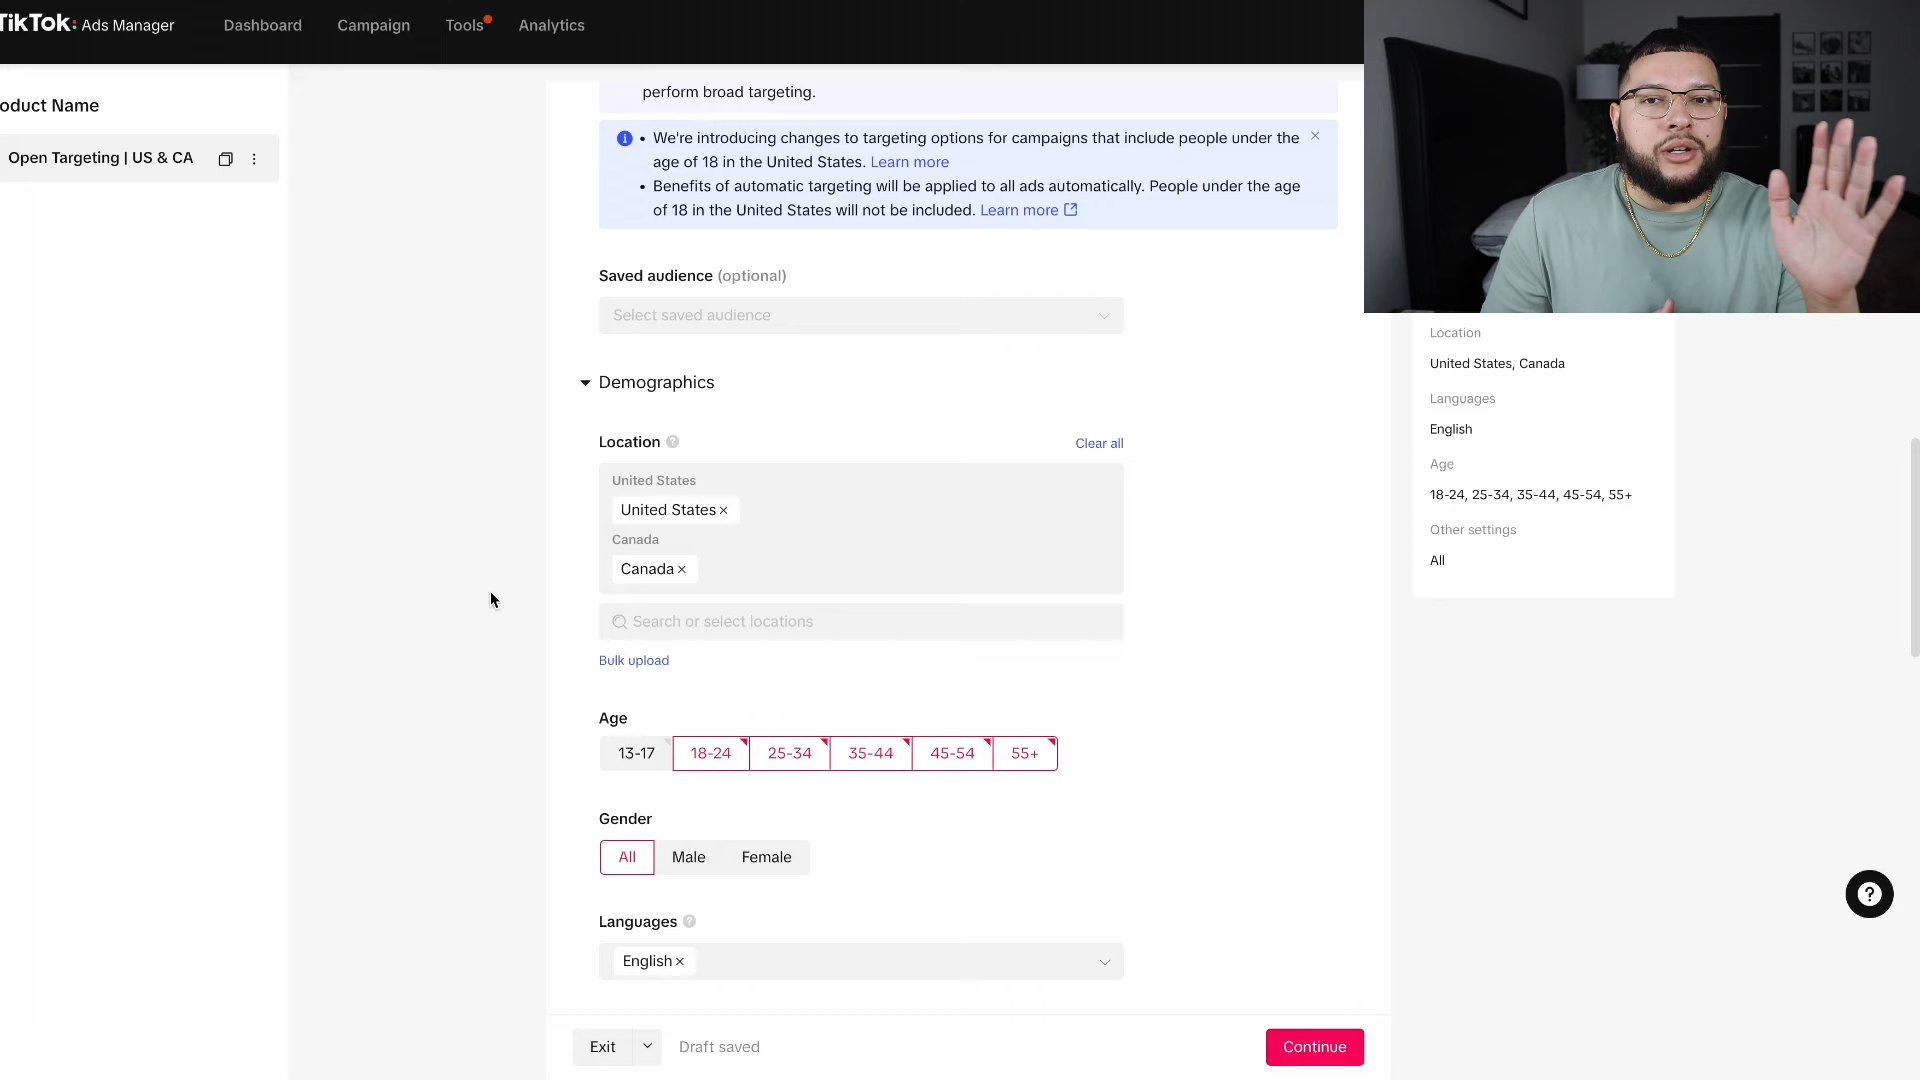 TikTok: Ads Manager
Dashboard
Campaign
Tools
Analytics
oduct Name
Open Targeting | US & CA
perform broad targeting.
• We're introducing changes to targeting options for campaigns that include people under the
age of 18 in the United States. Learn more
• Benefits of automatic targeting will be applied to all ads automatically. People under the age
of 18 in the United States will not be included. Learn more
Saved audience (optional)
Select saved audience
Demographics
Location
Clear all
United States
United States ×
Canada
Canada ×
Search or select locations
Bulk upload
Age
13-17 18-24 25-34 35-44 45-54 55+
Gender
All Male Female
Languages
English ×
Exit
Draft saved
Continue
Location
United States, Canada
Languages
English
Age
18-24, 25-34, 35-44, 45-54, 55+
Other settings
All